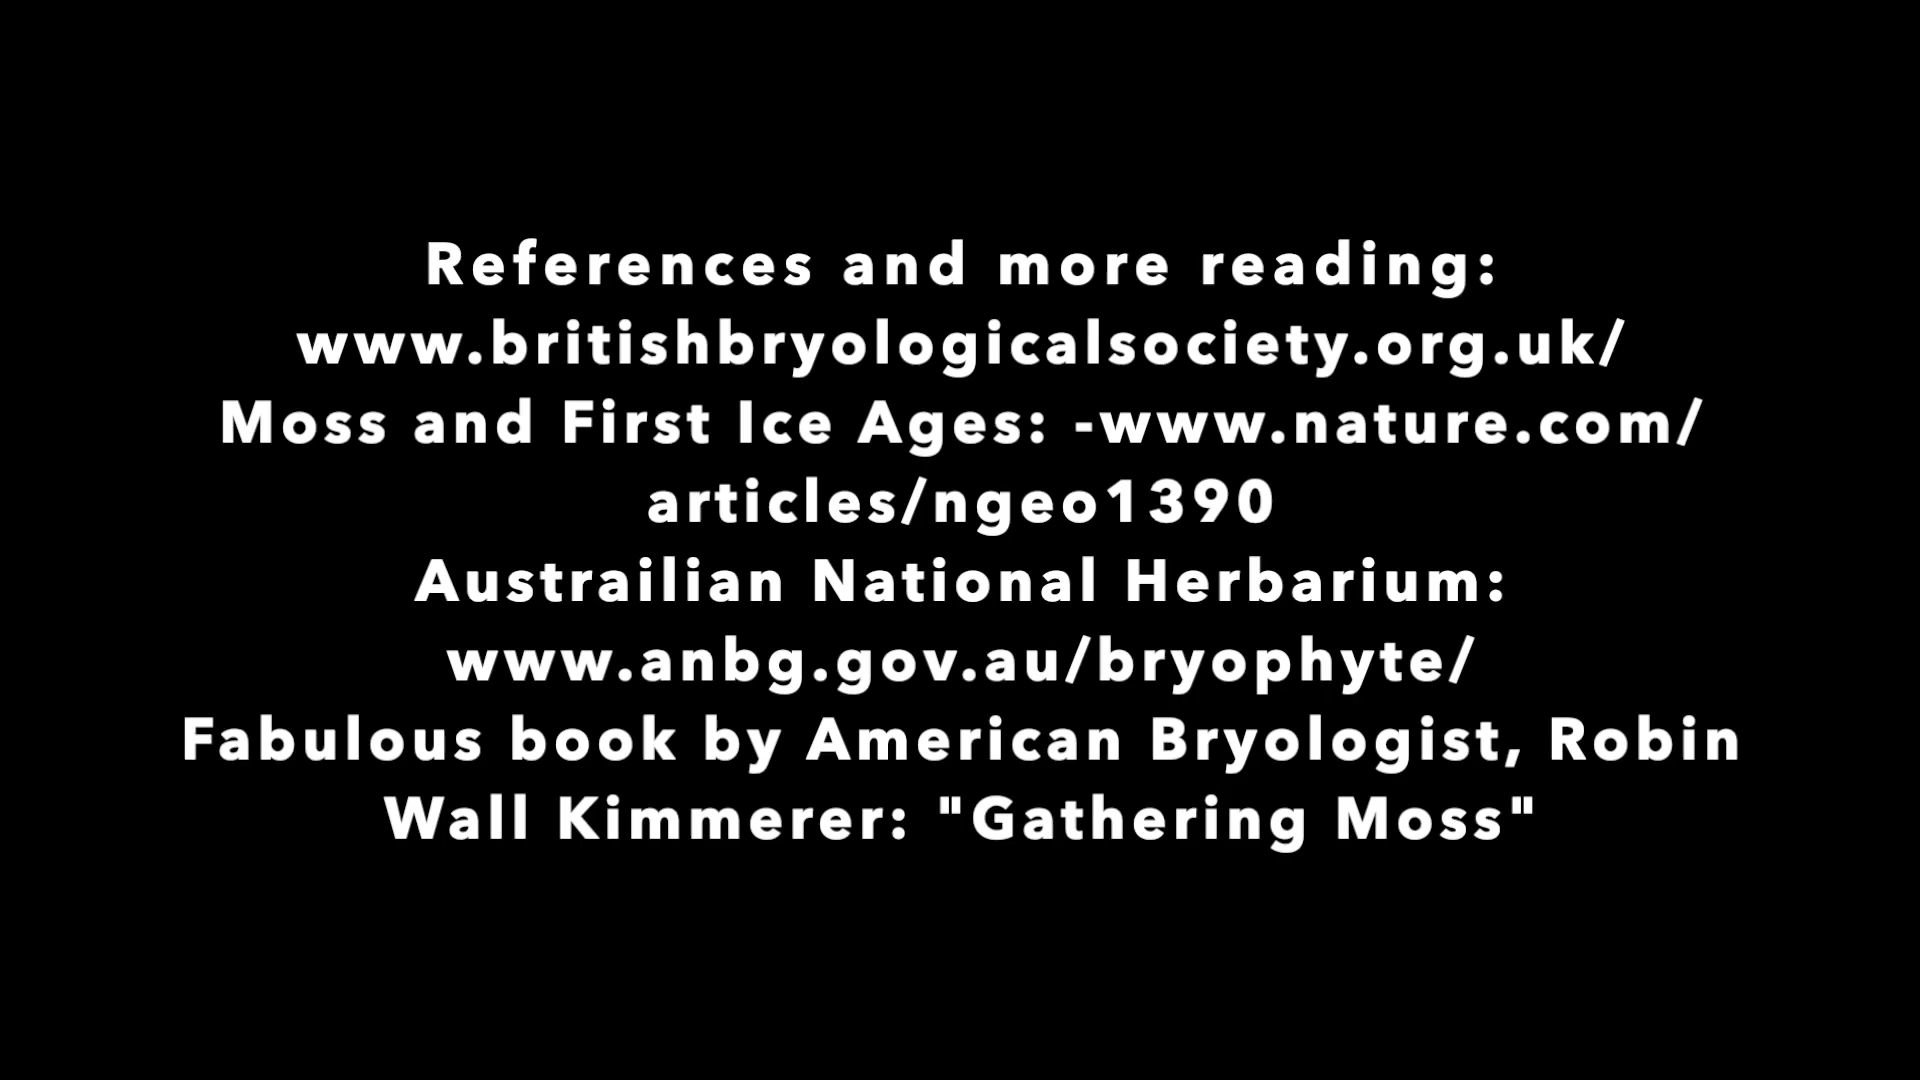 References and more reading:
www.britishbryologicalsociety.org.uk/
Moss and First Ice Ages: -www.nature.com/
articles/ngeo1390
Austrailian National Herbarium:
www.anbg.gov.au/bryophyte/
Fabulous book by American Bryologist, Robin
Wall Kimmerer: "Gathering Moss"